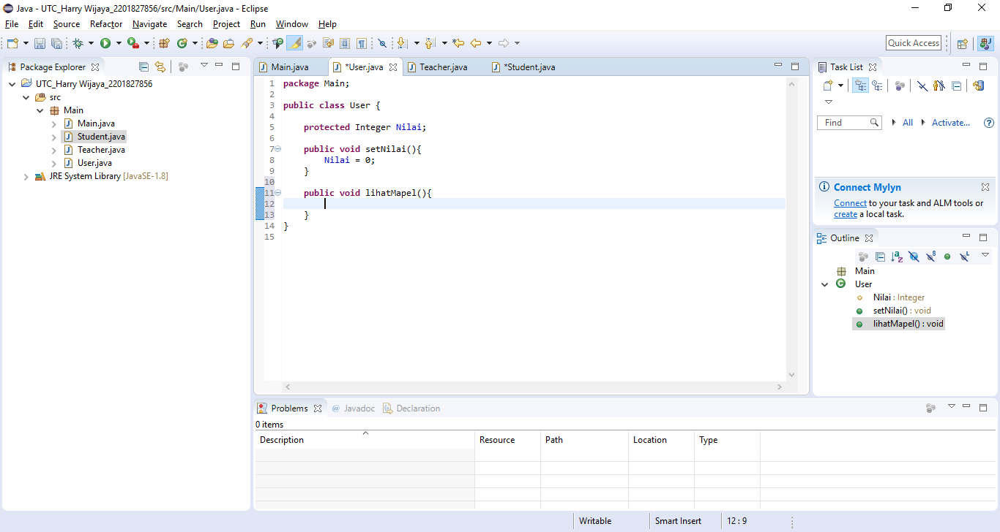 Java - UTC_Harry Wijaya_2201827856/src/Main/User.java - Eclipse
File Edit Source Refactor Navigate Search Project Run Window Help
Quick Access
Package Explorer
UTC_Harry Wijaya_2201827856
src
Main
Main.java
Student.java
Teacher.java
User.java
JRE System Library [JavaSE-1.8]
Main.java *User.java Teacher.java *Student.java
1 package Main;
2
3 public class User {
4
5 protected Integer Nilai;
6
7 public void setNilai(){
8 Nilai = 0;
9 }
10
11 public void lihatMapel(){
12
13 }
14 }
15
Task List
Find All Activate...
Connect Mylyn
Connect to your task and ALM tools or
create a local task.
Outline
Main
User
Nilai : Integer
setNilai() : void
lihatMapel() : void
Problems @ Javadoc Declaration
0 items
Description Resource Path Location Type
Writable Smart Insert 12 : 9